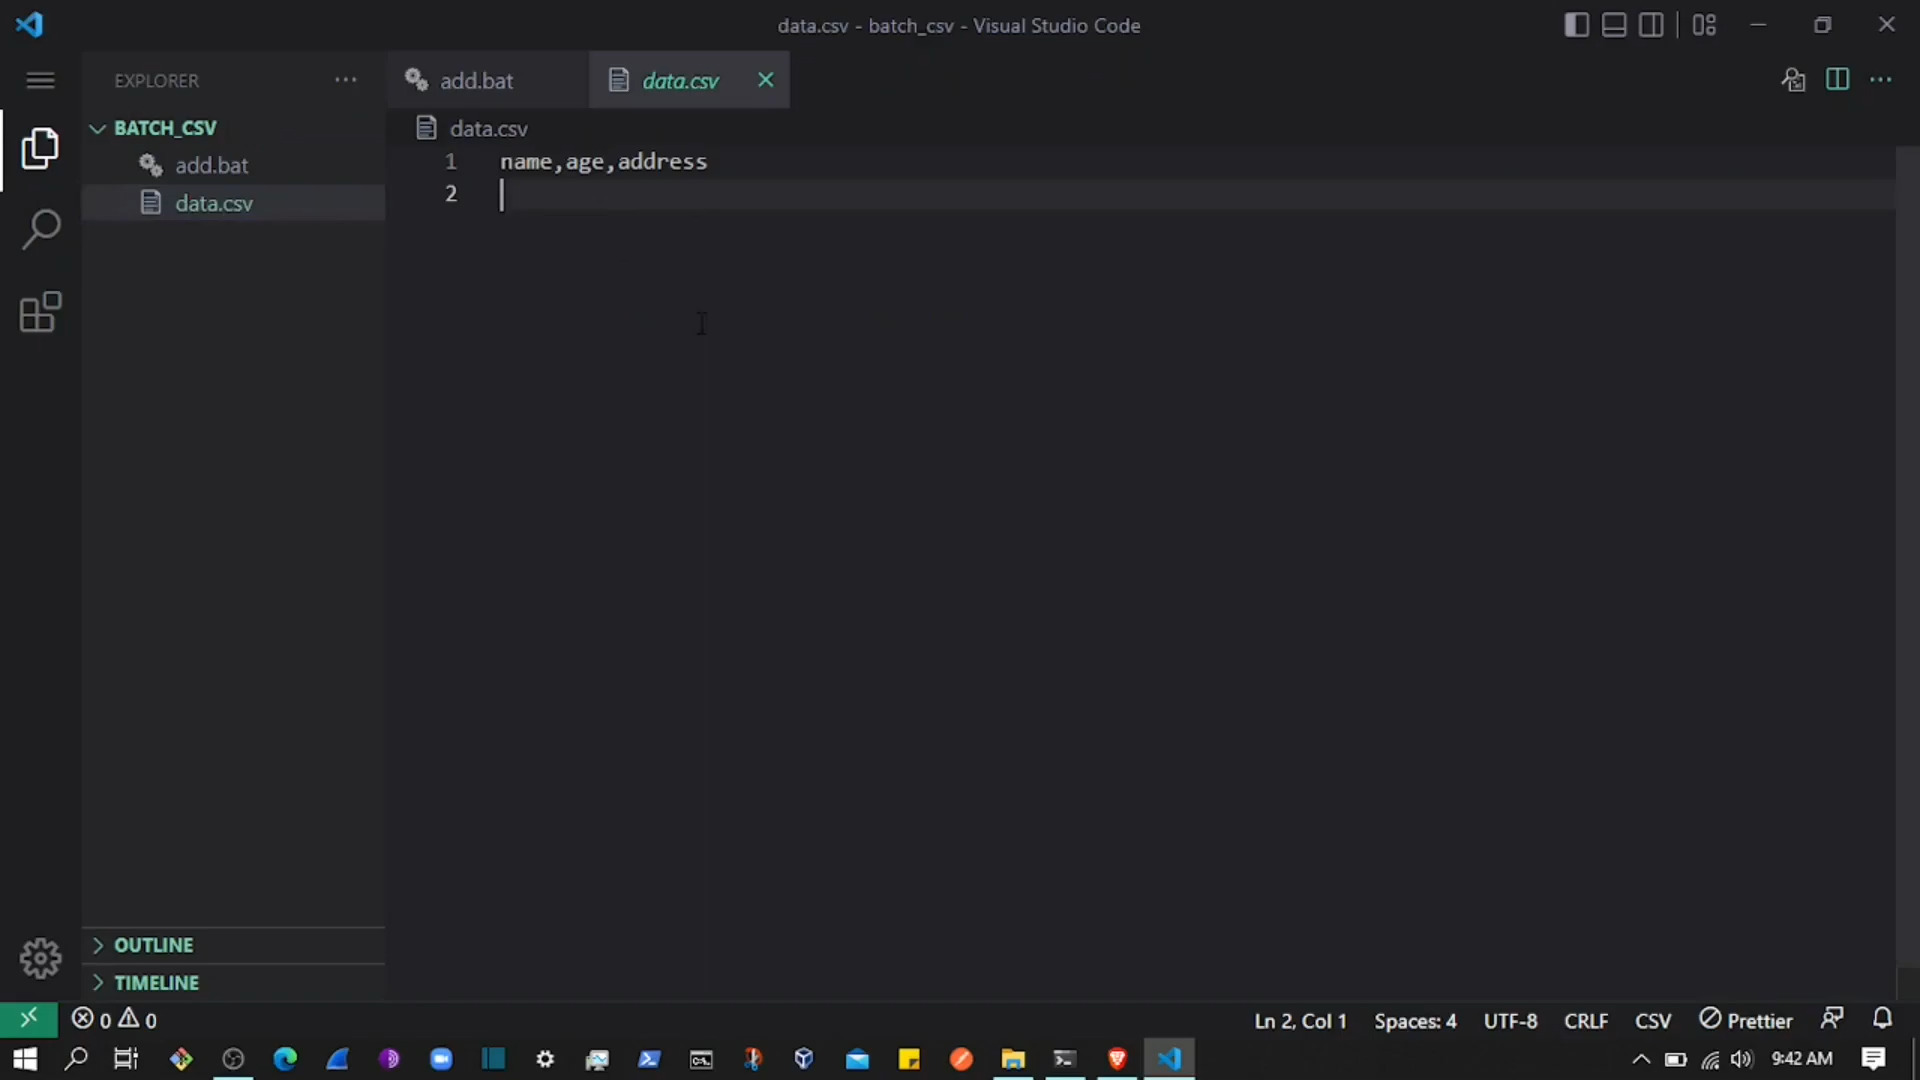 data.csv - batch_csv - Visual Studio Code
EXPLORER
BATCH_CSV
add.bat
data.csv
add.bat
data.csv
data.csv
1 name,age,address
2
OUTLINE
TIMELINE
0 0
Ln 2, Col 1 Spaces: 4 UTF-8 CRLF CSV Prettier
9:42 AM